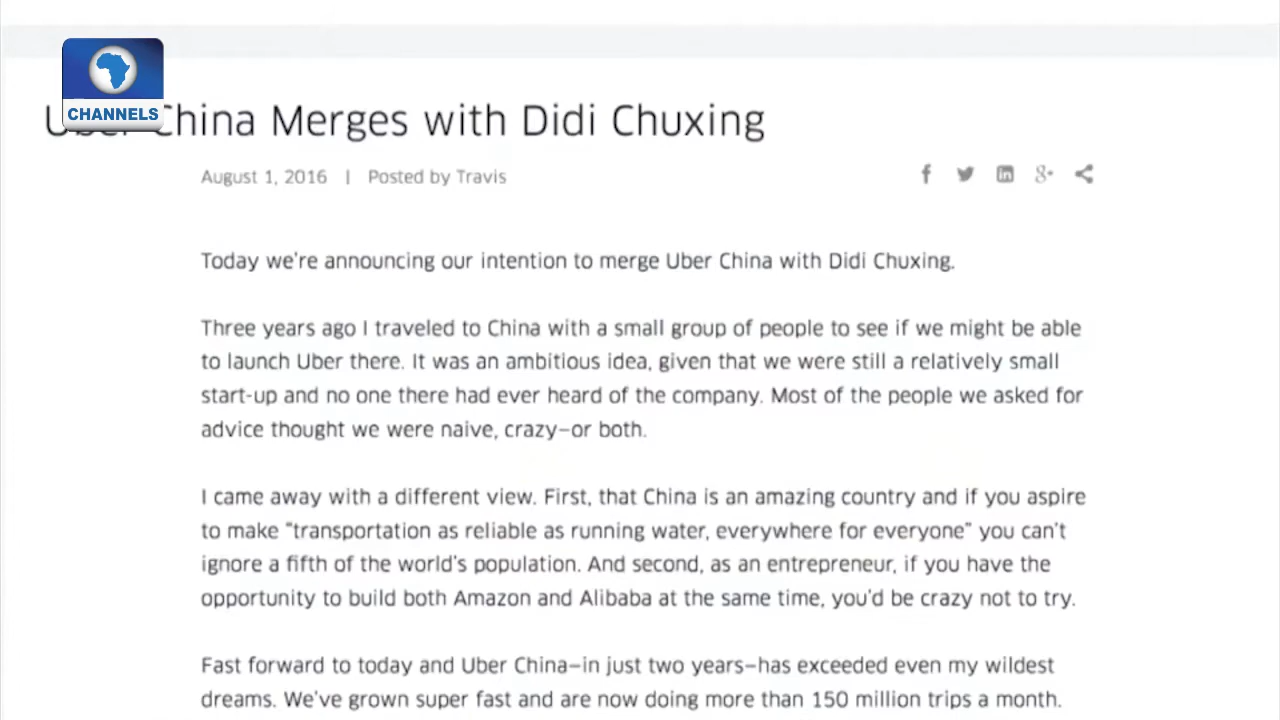 CHANNELS
Uber China Merges with Didi Chuxing
August 1, 2016 | Posted by Travis
Today we're announcing our intention to merge Uber China with Didi Chuxing.
Three years ago I traveled to China with a small group of people to see if we might be able
to launch Uber there. It was an ambitious idea, given that we were still a relatively small
start-up and no one there had ever heard of the company. Most of the people we asked for
advice thought we were naive, crazy—or both.
I came away with a different view. First, that China is an amazing country and if you aspire
to make "transportation as reliable as running water, everywhere for everyone" you can't
ignore a fifth of the world's population. And second, as an entrepreneur, if you have the
opportunity to build both Amazon and Alibaba at the same time, you'd be crazy not to try.
Fast forward to today and Uber China—in just two years—has exceeded even my wildest
dreams. We've grown super fast and are now doing more than 150 million trips a month.